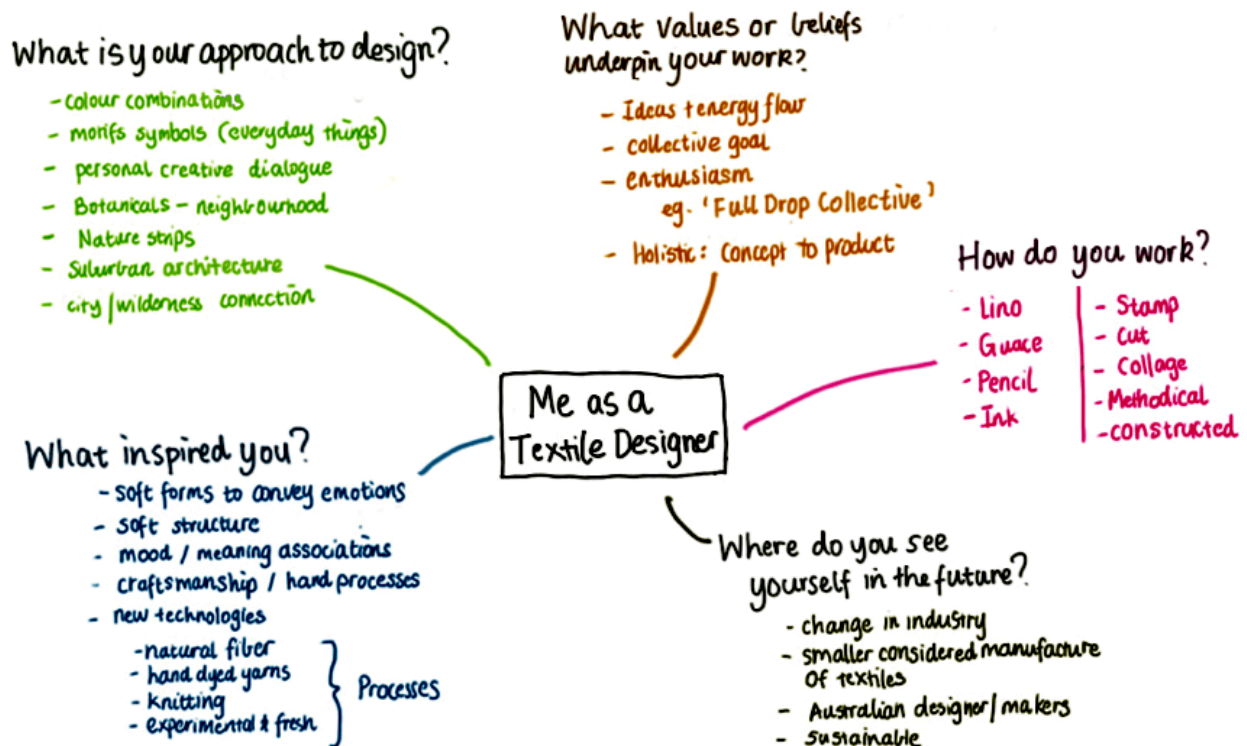 What is your approach to design?
- colour combinations
- motifs symbols (everyday things)
- personal creative dialogue
- Botanicals - neighbourhood
- Nature strips
- Suburban architecture
- city/wilderness connection
What values or beliefs
underpin your work?
- Ideas + energy flow
- collective goal
- enthusiasm
eg. 'Full Drop Collective'
- Holistic: Concept to product
How do you work?
- Lino
- Guace
- Pencil
- Ink
- Stamp
- Cut
- Collage
- Methodical
- constructed
Me as a
Textile Designer
What inspired you?
- soft forms to convey emotions
- soft structure
- mood / meaning associations
- craftsmanship / hand processes
- new technologies
- natural fiber
- hand dyed yarns
- knitting
- experimental & fresh
Processes
Where do you see
yourself in the future?
- change in industry
- smaller considered manufacture
of textiles
- Australian designer/makers
- sustainable